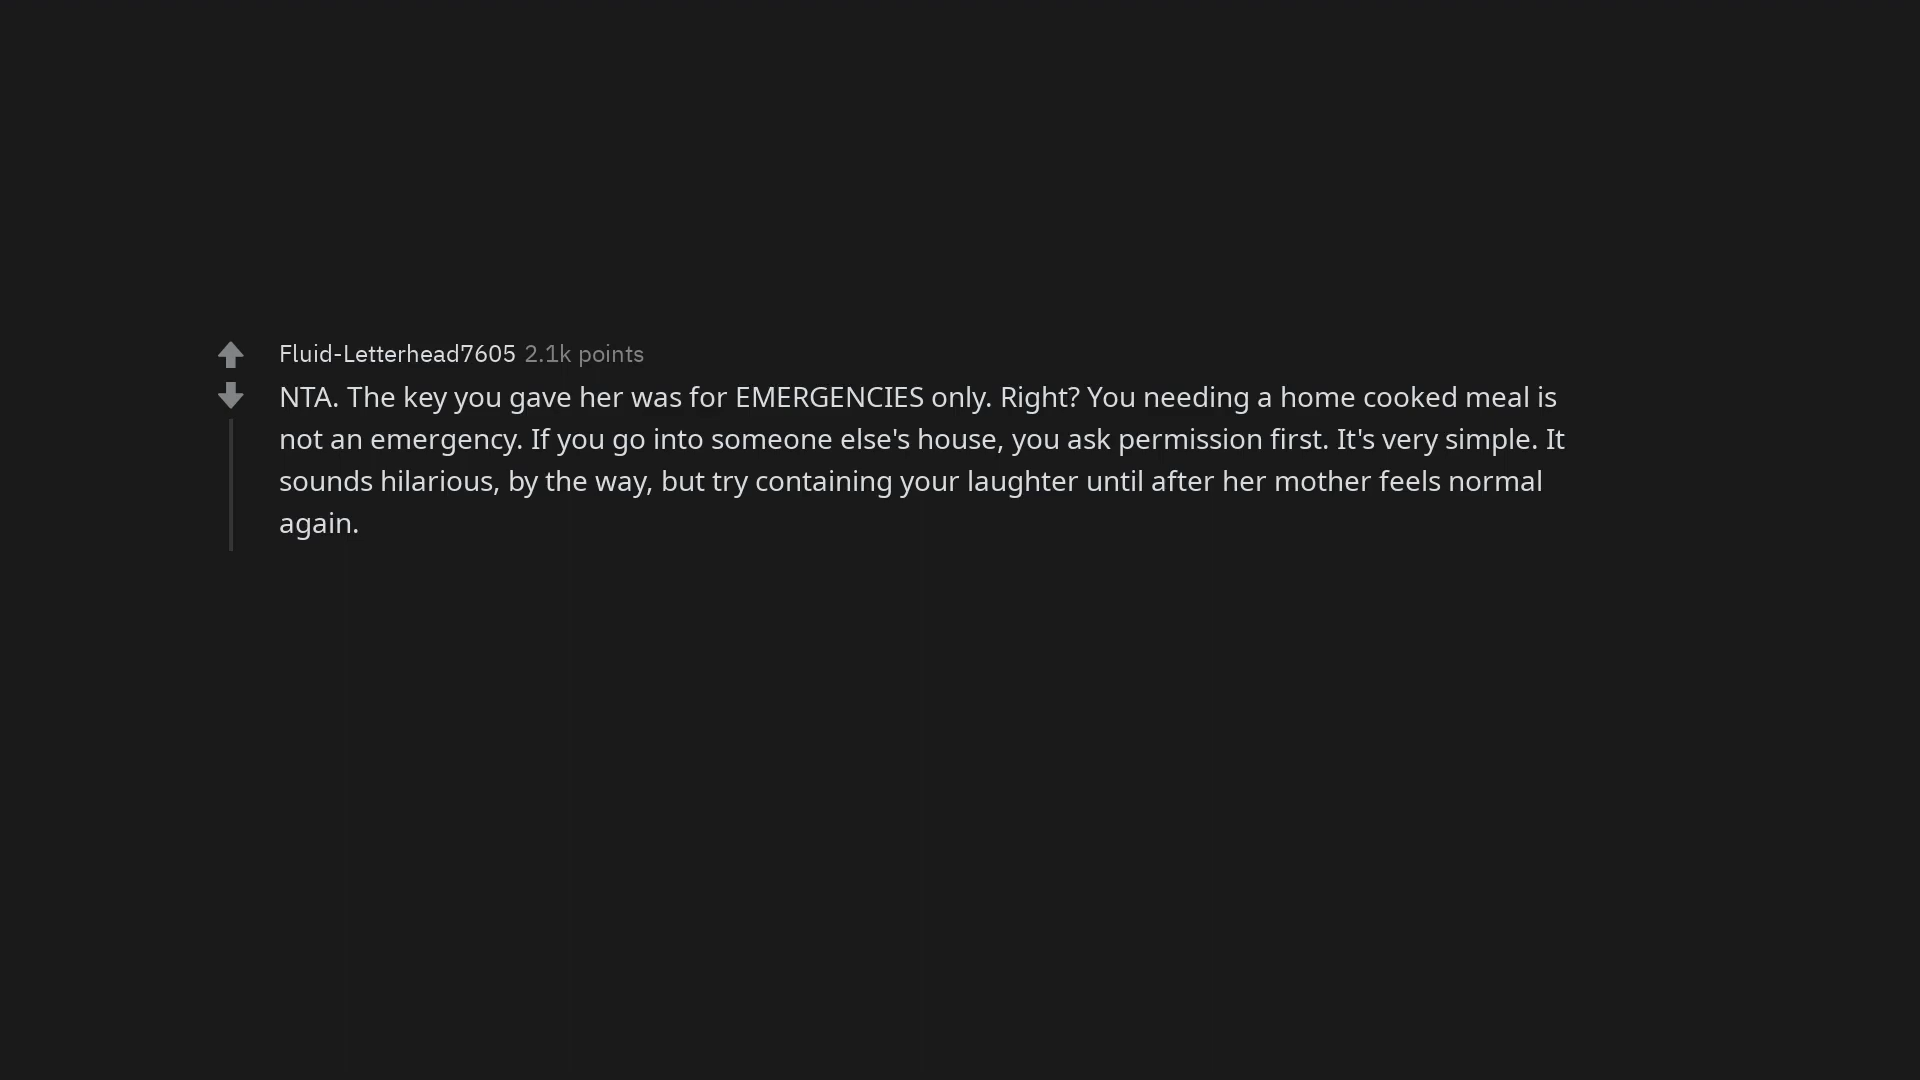 Fluid-Letterhead7605 2.1k points
NTA. The key you gave her was for EMERGENCIES only. Right? You needing a home cooked meal is
not an emergency. If you go into someone else's house, you ask permission first. It's very simple. It
sounds hilarious, by the way, but try containing your laughter until after her mother feels normal
again.